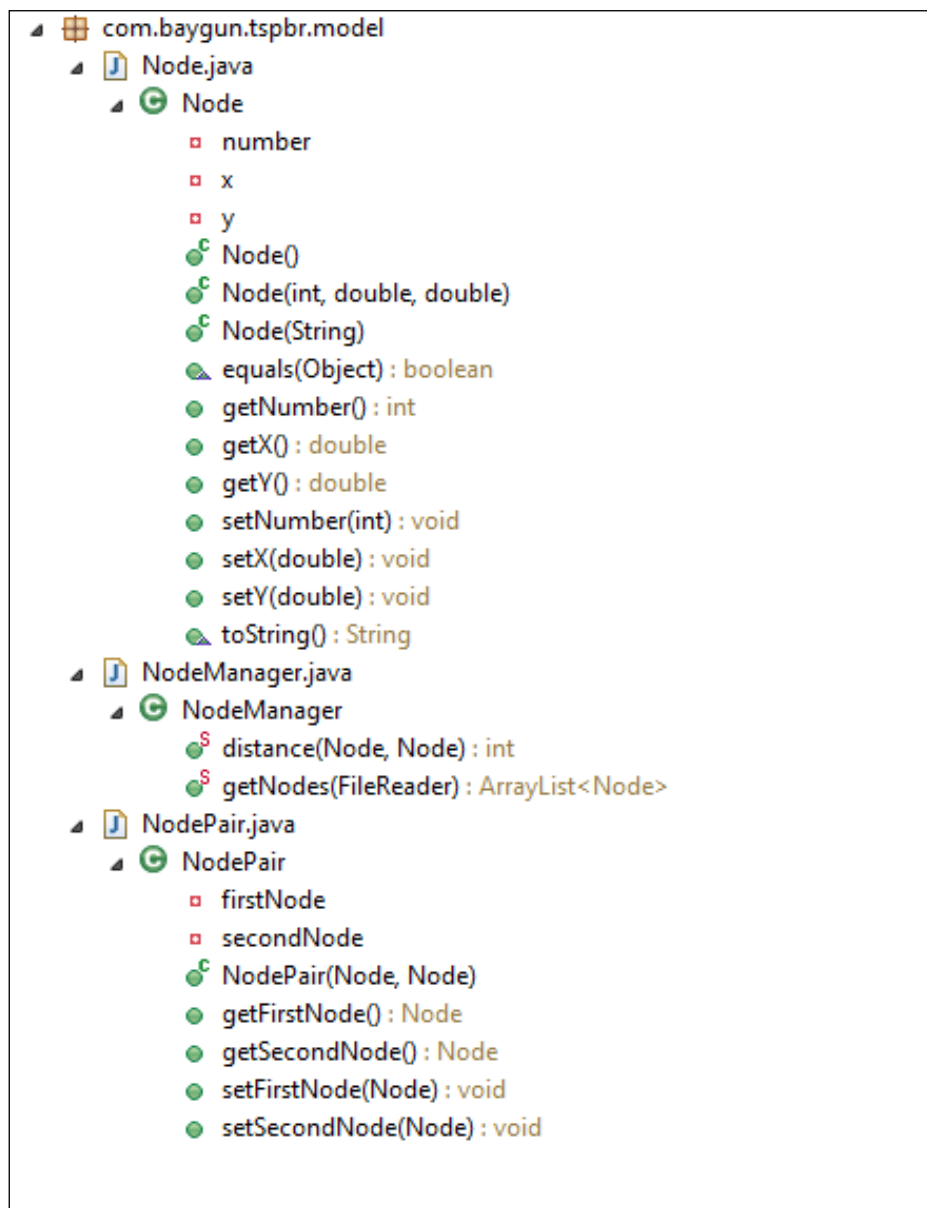 com.baygun.tspbr.model
Node.java
Node
number
x
y
Node()
Node(int, double, double)
Node(String)
equals(Object) : boolean
getNumber() : int
getX() : double
getY() : double
setNumber(int) : void
setX(double) : void
setY(double) : void
toString() : String
NodeManager.java
NodeManager
distance(Node, Node) : int
getNodes(FileReader) : ArrayList<Node>
NodePair.java
NodePair
firstNode
secondNode
NodePair(Node, Node)
getFirstNode() : Node
getSecondNode() : Node
setFirstNode(Node) : void
setSecondNode(Node) : void